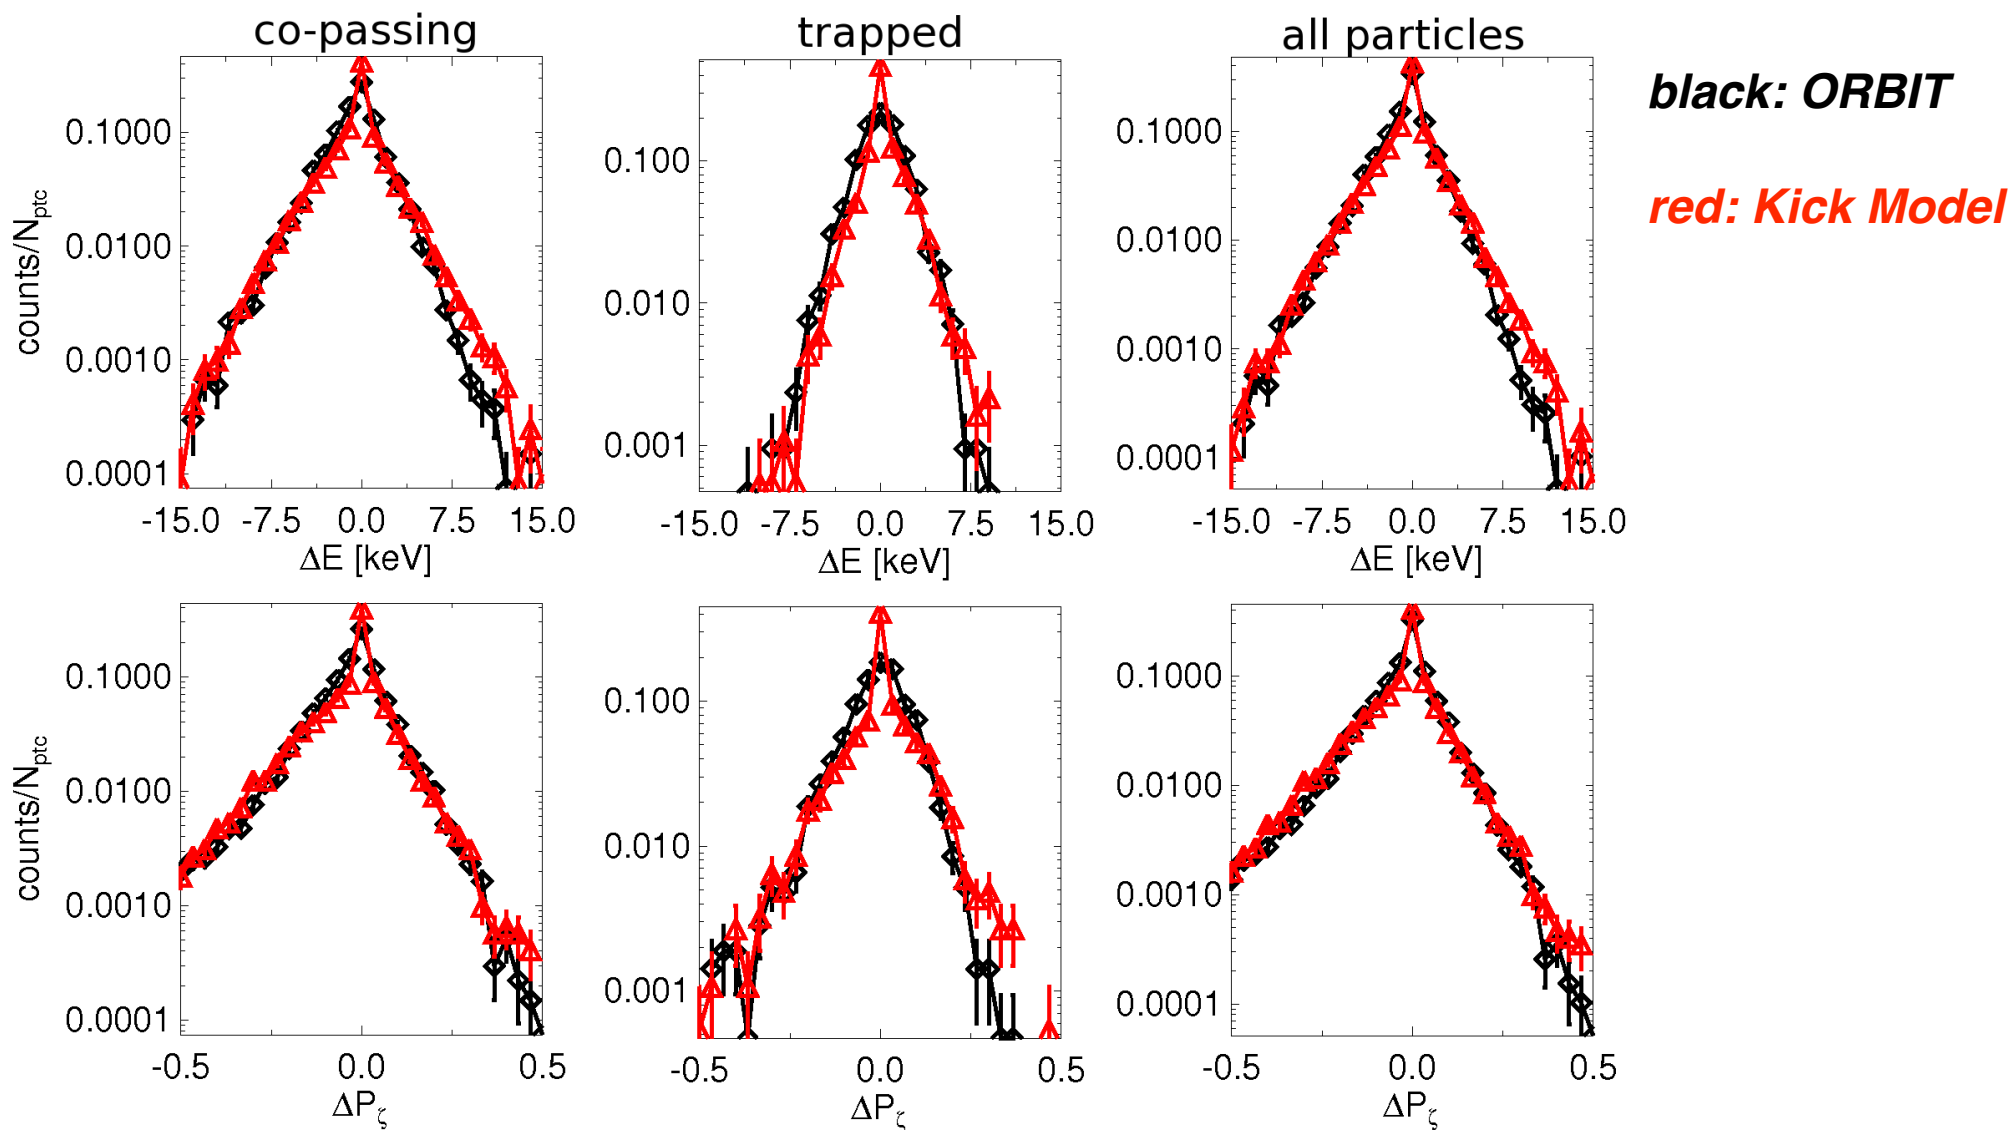 co-passing
trapped
all particles
black: ORBIT
red: Kick Model
counts/Nptc
0.1000
0.0100
0.0010
0.0001
-15.0 -7.5 0.0 7.5 15.0
ΔE [keV]
0.100
0.010
0.001
-15.0 -7.5 0.0 7.5 15.0
ΔE [keV]
0.1000
0.0100
0.0010
0.0001
-15.0 -7.5 0.0 7.5 15.0
ΔE [keV]
counts/Nptc
0.1000
0.0100
0.0010
0.0001
-0.5 0.0 0.5
ΔPζ
0.100
0.010
0.001
-0.5 0.0 0.5
ΔPζ
0.1000
0.0100
0.0010
0.0001
-0.5 0.0 0.5
ΔPζ